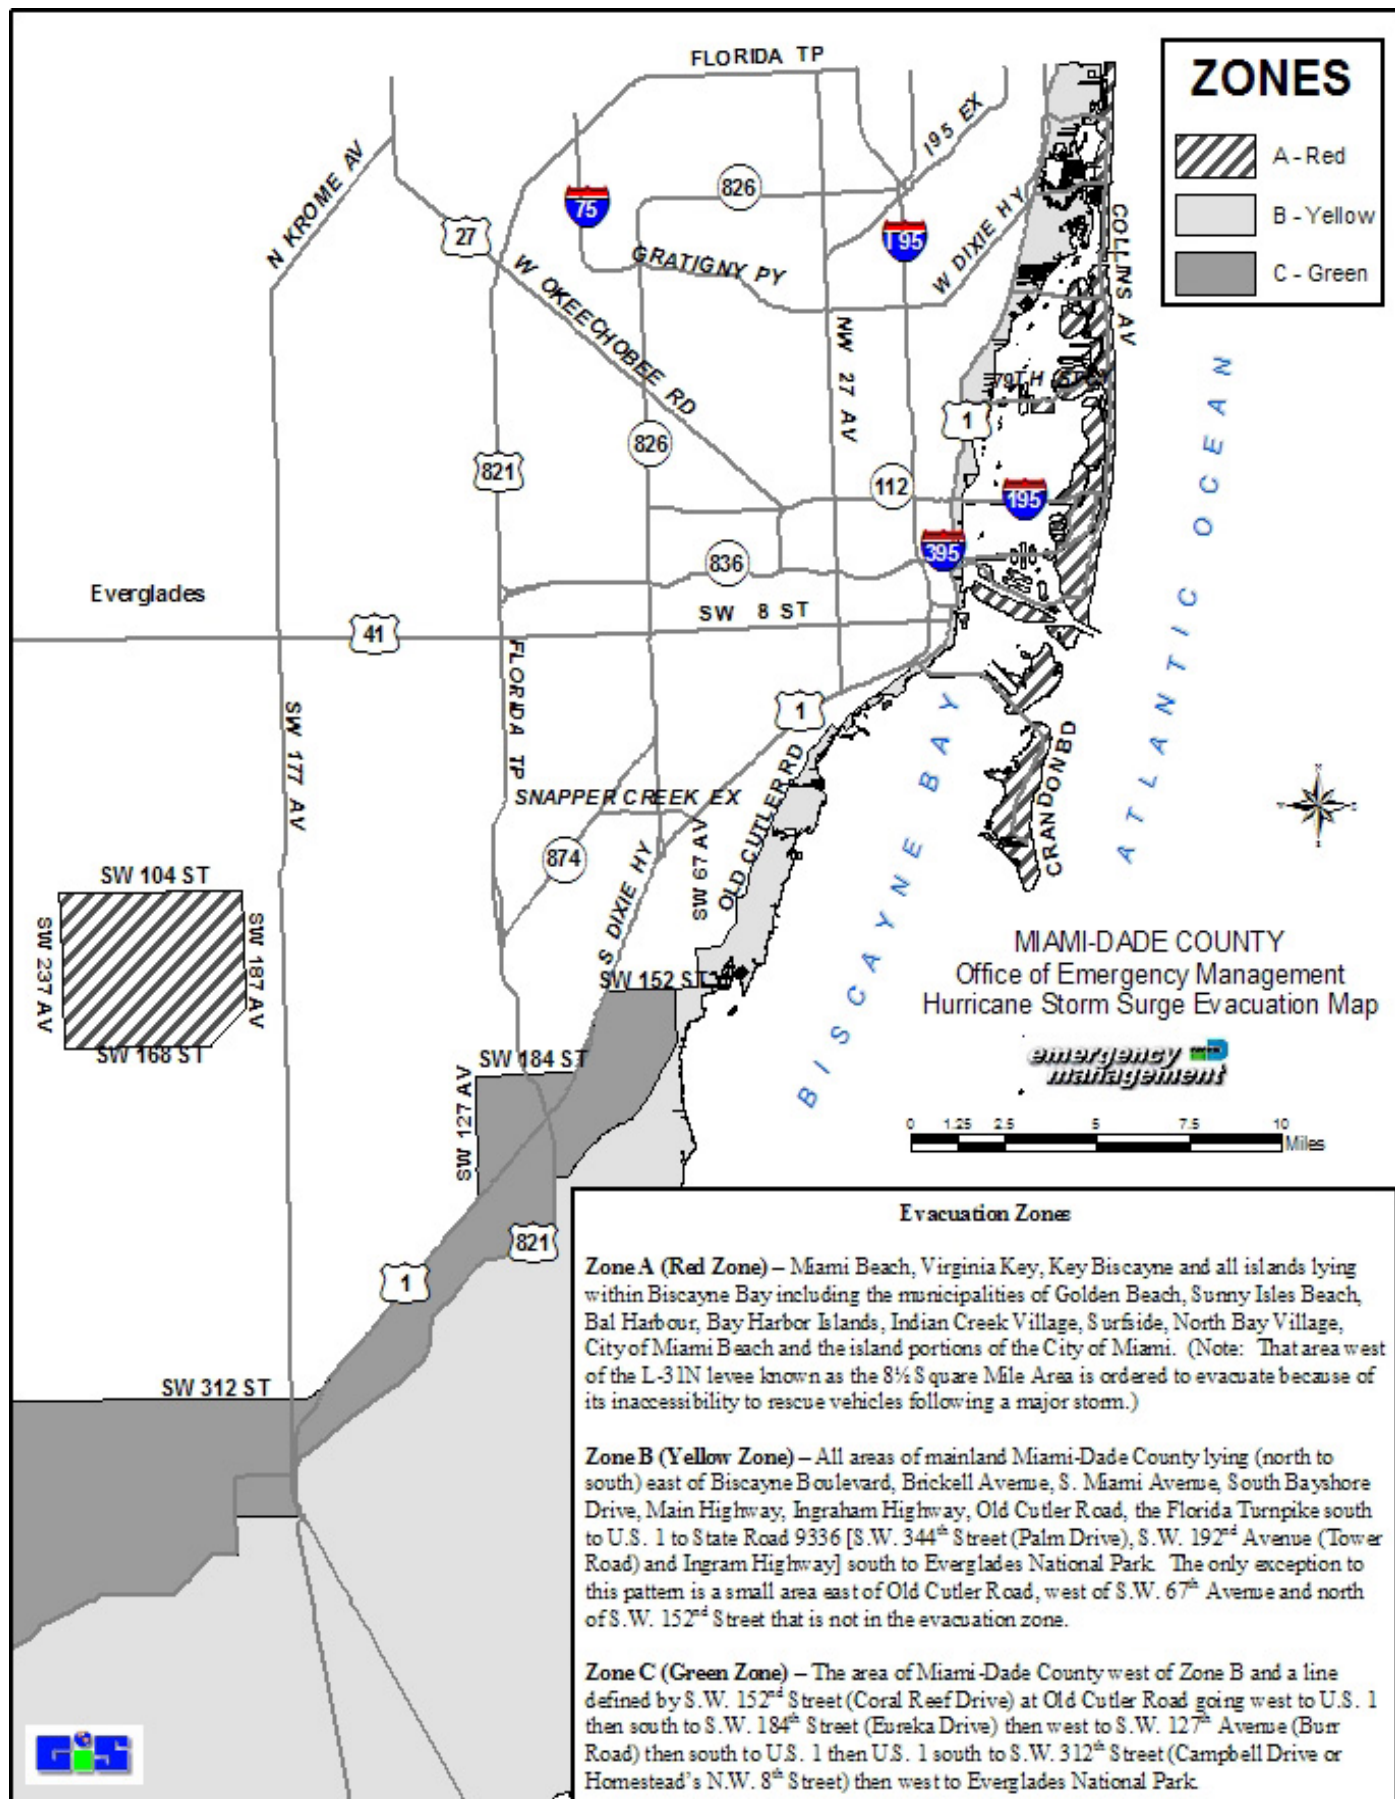 FLORIDA TP
ZONES
A - Red
B - Yellow
C - Green
N KROME AV
27
75
826
I95 EX
I 95
W DIXIE HY
COLLINS AV
GRATIGNY PY
W OKEECHOBEE RD
NW 27 AV
79TH ST
1
821
826
112
195
395
836
Everglades
41
SW 8 ST
FLORIDA TP
SW 177 AV
1
ATLANTIC OCEAN
BISCAYNE BAY
SNAPPER CREEK EX
874
S DIXIE HY
SW 67 AV
OLD CUTLER RD
CRANDON BD
SW 104 ST
SW 237 AV
SW 187 AV
SW 168 ST
SW 152 ST
SW 184 ST
SW 127 AV
MIAMI-DADE COUNTY
Office of Emergency Management
Hurricane Storm Surge Evacuation Map
emergency
management
0 1.25 2.5 5 7.5 10
Miles
821
1
SW 312 ST
Evacuation Zones
Zone A (Red Zone) – Miami Beach, Virginia Key, Key Biscayne and all islands lying
within Biscayne Bay including the municipalities of Golden Beach, Sunny Isles Beach,
Bal Harbour, Bay Harbor Islands, Indian Creek Village, Surfside, North Bay Village,
City of Miami Beach and the island portions of the City of Miami. (Note: That area west
of the L-31N levee known as the 8½ Square Mile Area is ordered to evacuate because of
its inaccessibility to rescue vehicles following a major storm.)
Zone B (Yellow Zone) – All areas of mainland Miami-Dade County lying (north to
south) east of Biscayne Boulevard, Brickell Avenue, S. Miami Avenue, South Bayshore
Drive, Main Highway, Ingraham Highway, Old Cutler Road, the Florida Turnpike south
to U.S. 1 to State Road 9336 [S.W. 344th Street (Palm Drive), S.W. 192nd Avenue (Tower
Road) and Ingram Highway] south to Everglades National Park. The only exception to
this pattern is a small area east of Old Cutler Road, west of S.W. 67th Avenue and north
of S.W. 152nd Street that is not in the evacuation zone.
Zone C (Green Zone) – The area of Miami-Dade County west of Zone B and a line
defined by S.W. 152nd Street (Coral Reef Drive) at Old Cutler Road going west to U.S. 1
then south to S.W. 184th Street (Eureka Drive) then west to S.W. 127th Avenue (Burr
Road) then south to U.S. 1 then U.S. 1 south to S.W. 312th Street (Campbell Drive or
Homestead's N.W. 8th Street) then west to Everglades National Park.
GIS